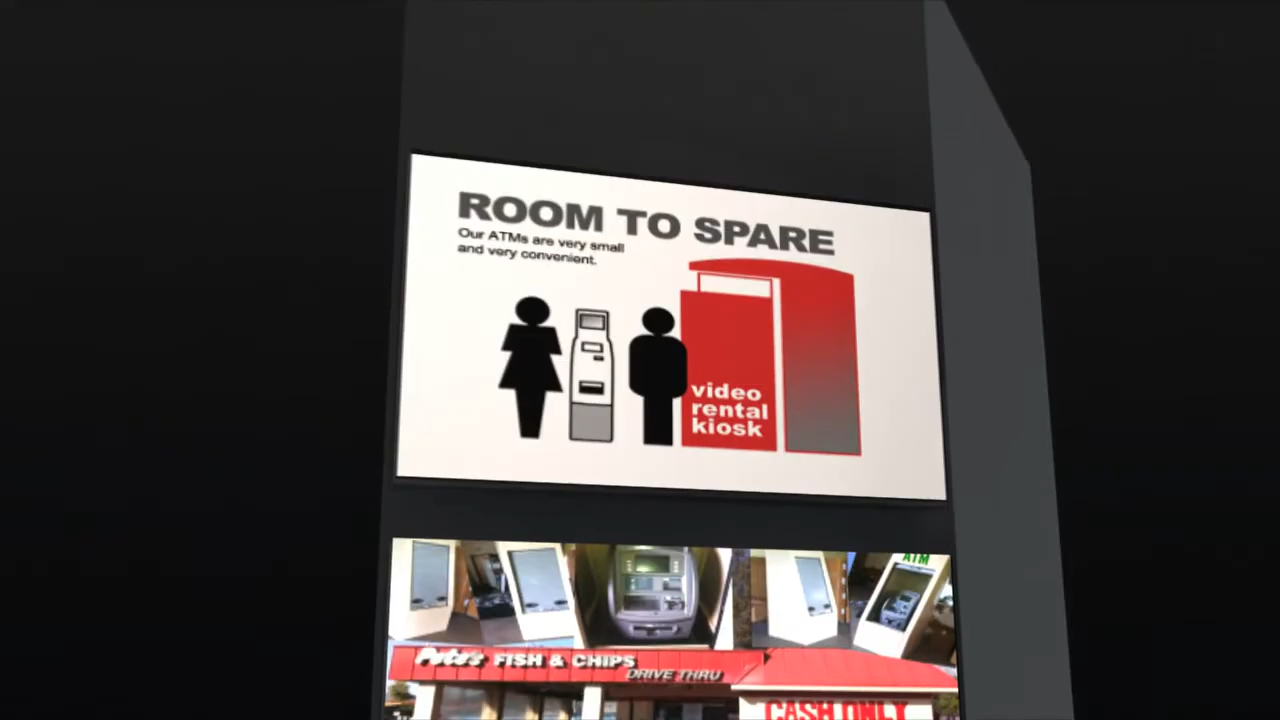 ROOM TO SPARE
Our ATMs are very small
and very convenient.
video
rental
kiosk
ATM
Pete's FISH & CHIPS
DRIVE THRU
CASH ONLY